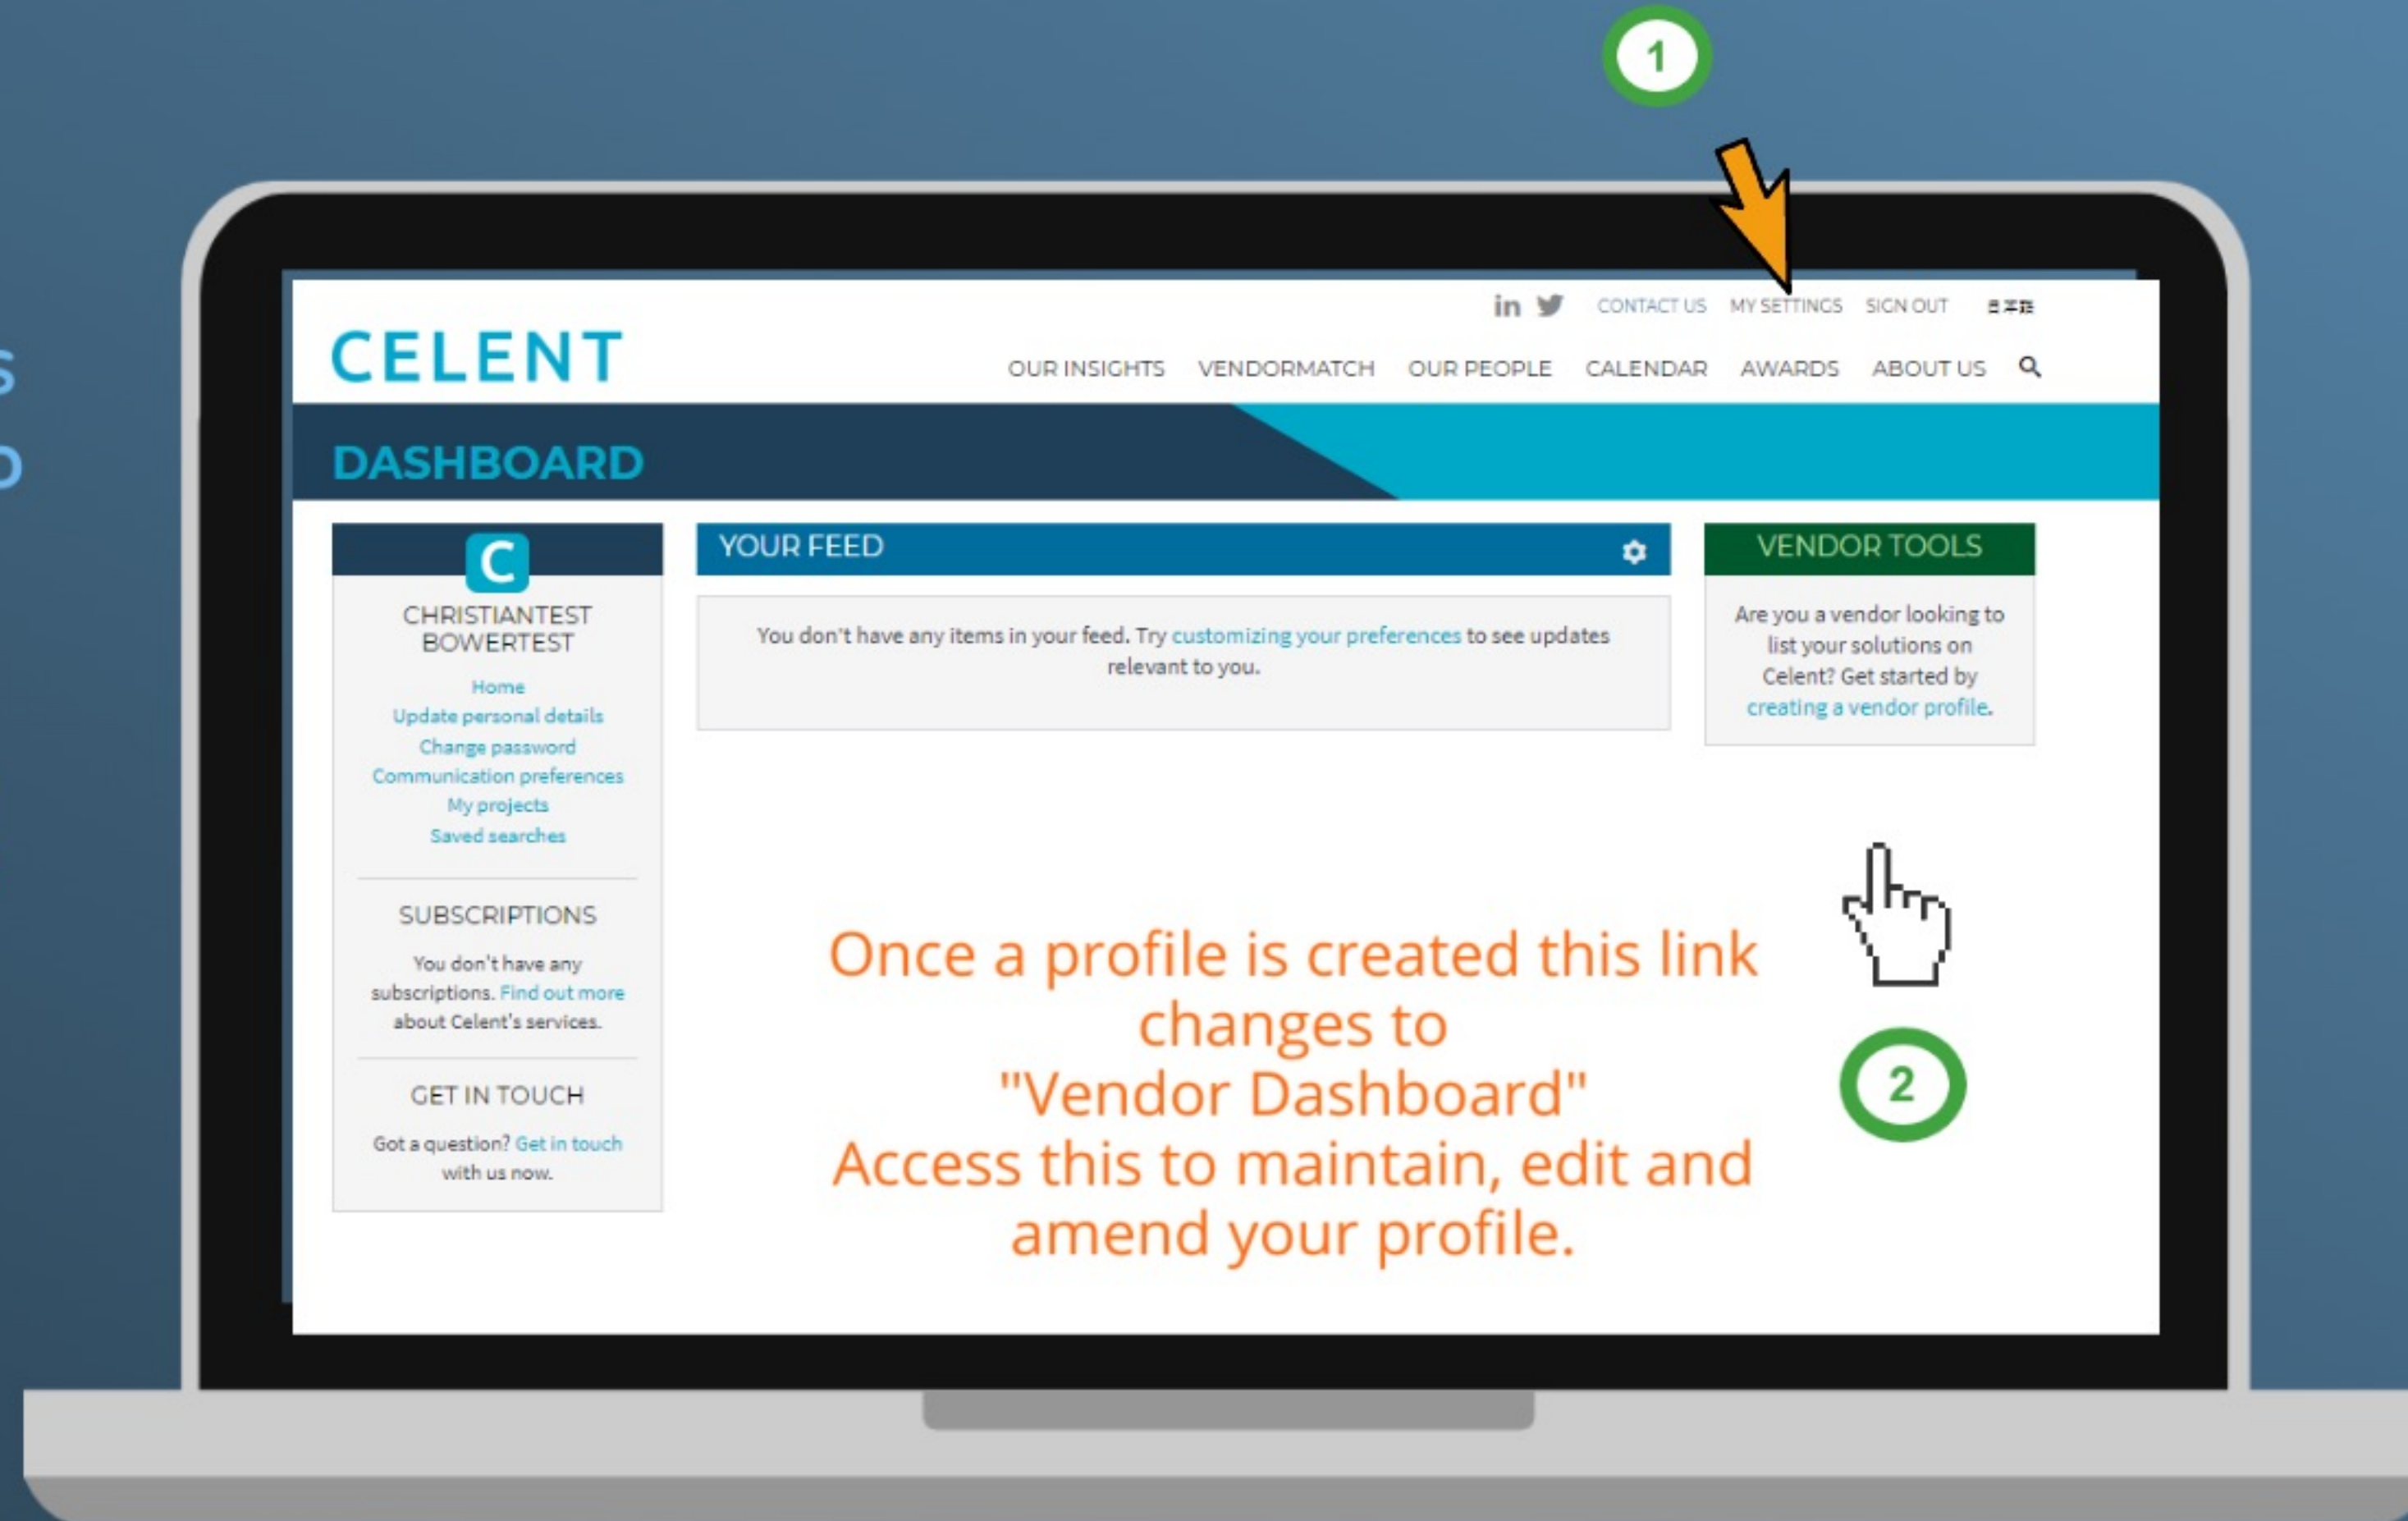 1
in
CONTACT US MY SETTINGS SIGN OUT 日本語
CELENT
OUR INSIGHTS VENDORMATCH OUR PEOPLE CALENDAR AWARDS ABOUT US
DASHBOARD
C
CHRISTIANTEST
BOWERTEST
Home
Update personal details
Change password
Communication preferences
My projects
Saved searches
SUBSCRIPTIONS
You don't have any
subscriptions. Find out more
about Celent's services.
GET IN TOUCH
Got a question? Get in touch
with us now.
YOUR FEED
You don't have any items in your feed. Try customizing your preferences to see updates
relevant to you.
VENDOR TOOLS
Are you a vendor looking to
list your solutions on
Celent? Get started by
creating a vendor profile.
Once a profile is created this link
changes to
"Vendor Dashboard"
Access this to maintain, edit and
amend your profile.
2